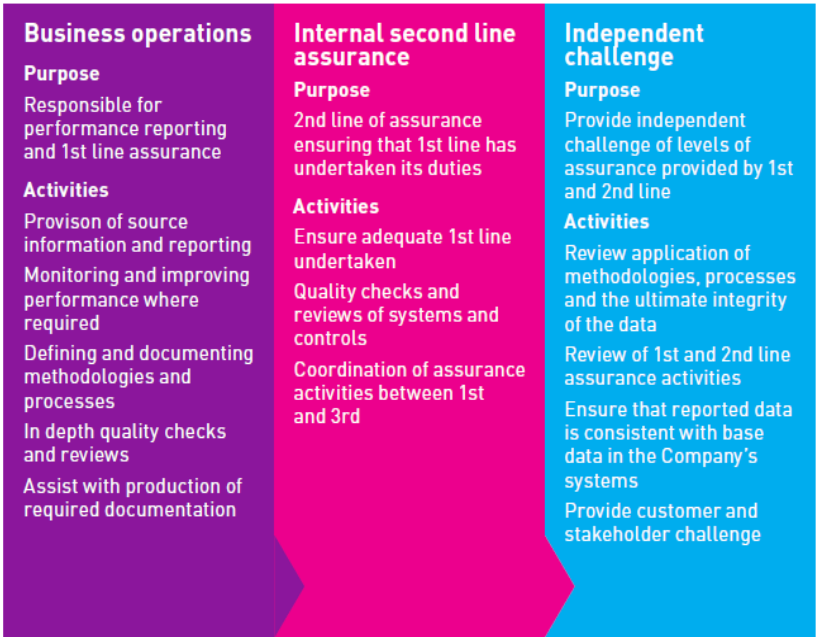 Business operations
Purpose
Responsible for
performance reporting
and 1st line assurance
Activities
Provison of source
information and reporting
Monitoring and improving
performance where
required
Defining and documenting
methodologies and
processes
In depth quality checks
and reviews
Assist with production of
required documentation
Internal second line
assurance
Purpose
2nd line of assurance
ensuring that 1st line has
undertaken its duties
Activities
Ensure adequate 1st line
undertaken
Quality checks and
reviews of systems and
controls
Coordination of assurance
activities between 1st
and 3rd
Independent
challenge
Purpose
Provide independent
challenge of levels of
assurance provided by 1st
and 2nd line
Activities
Review application of
methodologies, processes
and the ultimate integrity
of the data
Review of 1st and 2nd line
assurance activities
Ensure that reported data
is consistent with base
data in the Company's
systems
Provide customer and
stakeholder challenge